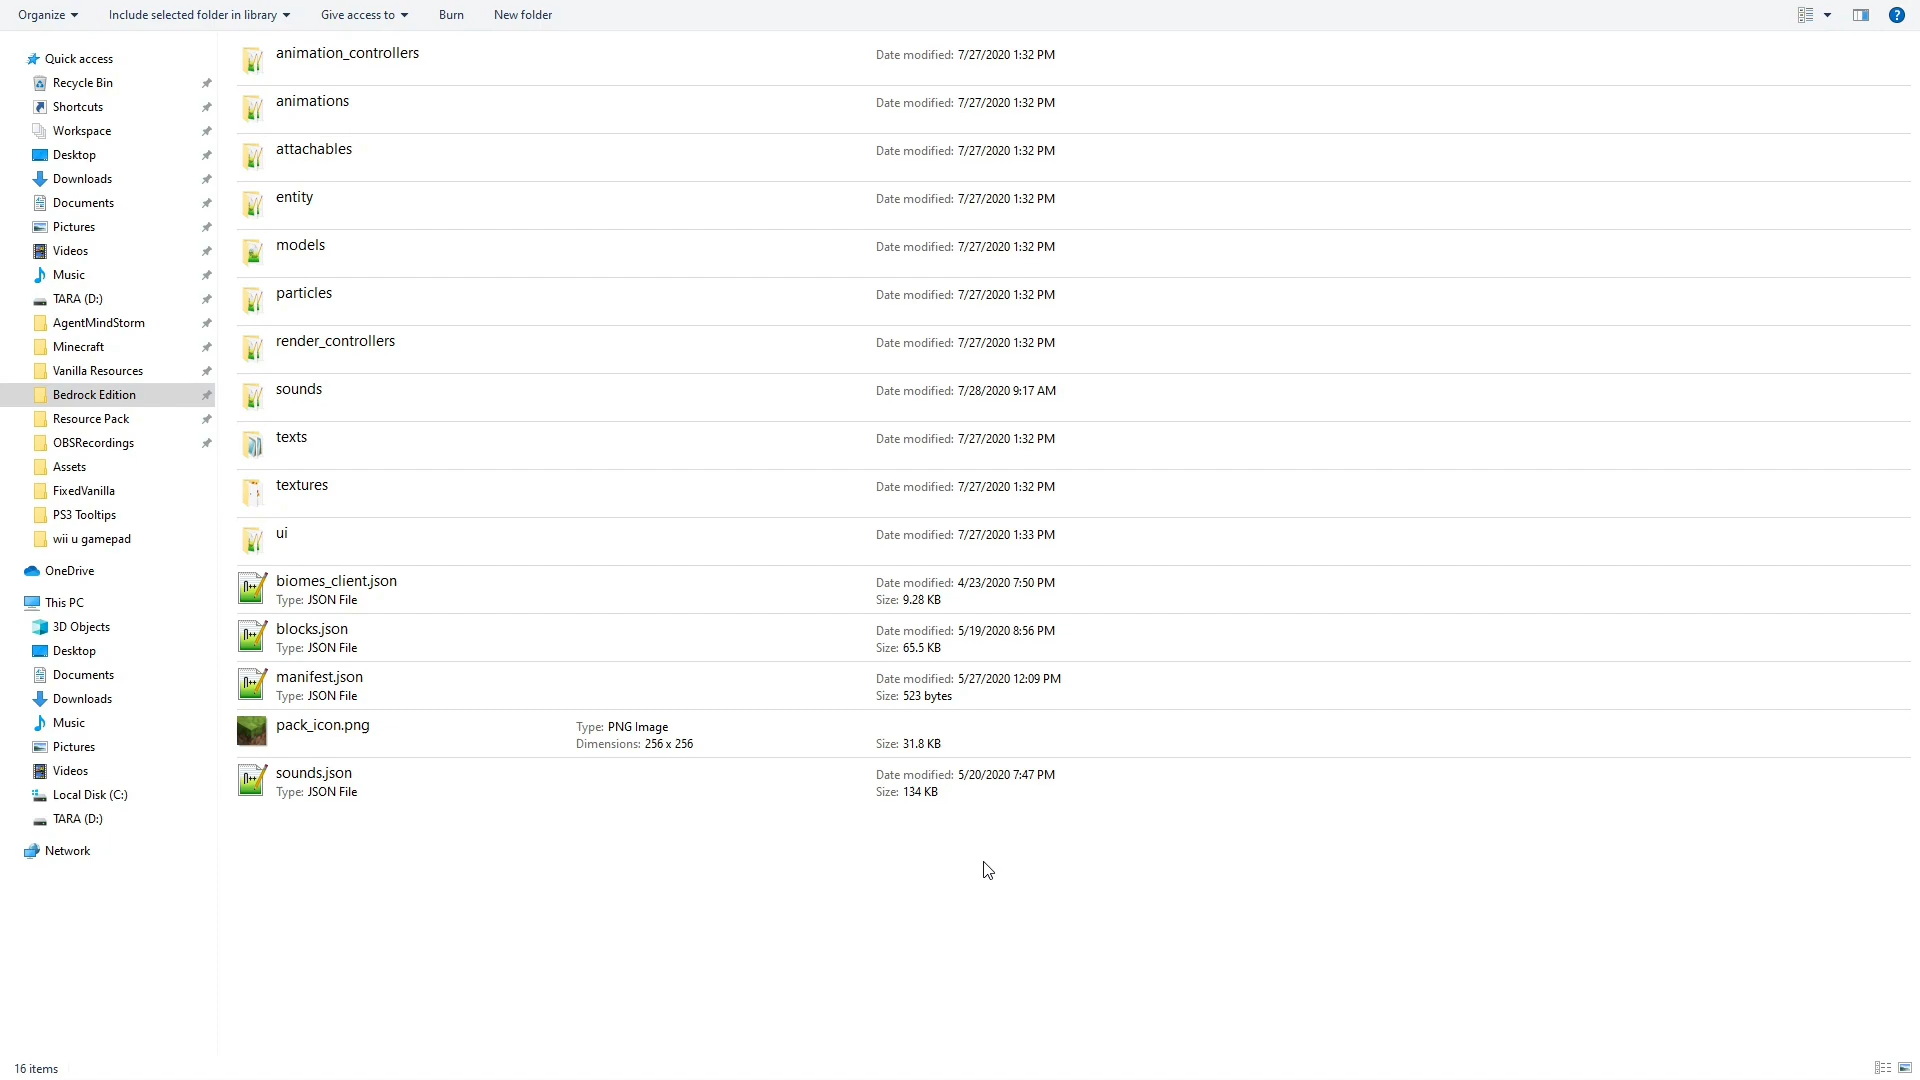 Organize
Include selected folder in library
Give access to
Burn
New folder
Quick access
Recycle Bin
Shortcuts
Workspace
Desktop
Downloads
Documents
Pictures
Videos
Music
TARA (D:)
AgentMindStorm
Minecraft
Vanilla Resources
Bedrock Edition
Resource Pack
OBSRecordings
Assets
FixedVanilla
PS3 Tooltips
wii u gamepad
OneDrive
This PC
3D Objects
Desktop
Documents
Downloads
Music
Pictures
Videos
Local Disk (C:)
TARA (D:)
Network
animation_controllers
Date modified: 7/27/2020 1:32 PM
animations
Date modified: 7/27/2020 1:32 PM
attachables
Date modified: 7/27/2020 1:32 PM
entity
Date modified: 7/27/2020 1:32 PM
models
Date modified: 7/27/2020 1:32 PM
particles
Date modified: 7/27/2020 1:32 PM
render_controllers
Date modified: 7/27/2020 1:32 PM
sounds
Date modified: 7/28/2020 9:17 AM
texts
Date modified: 7/27/2020 1:32 PM
textures
Date modified: 7/27/2020 1:32 PM
ui
Date modified: 7/27/2020 1:33 PM
biomes_client.json
Date modified: 4/23/2020 7:50 PM
Type: JSON File
Size: 9.28 KB
blocks.json
Date modified: 5/19/2020 8:56 PM
Type: JSON File
Size: 65.5 KB
manifest.json
Date modified: 5/27/2020 12:09 PM
Type: JSON File
Size: 523 bytes
pack_icon.png
Type: PNG Image
Dimensions: 256 x 256
Size: 31.8 KB
sounds.json
Date modified: 5/20/2020 7:47 PM
Type: JSON File
Size: 134 KB
16 items